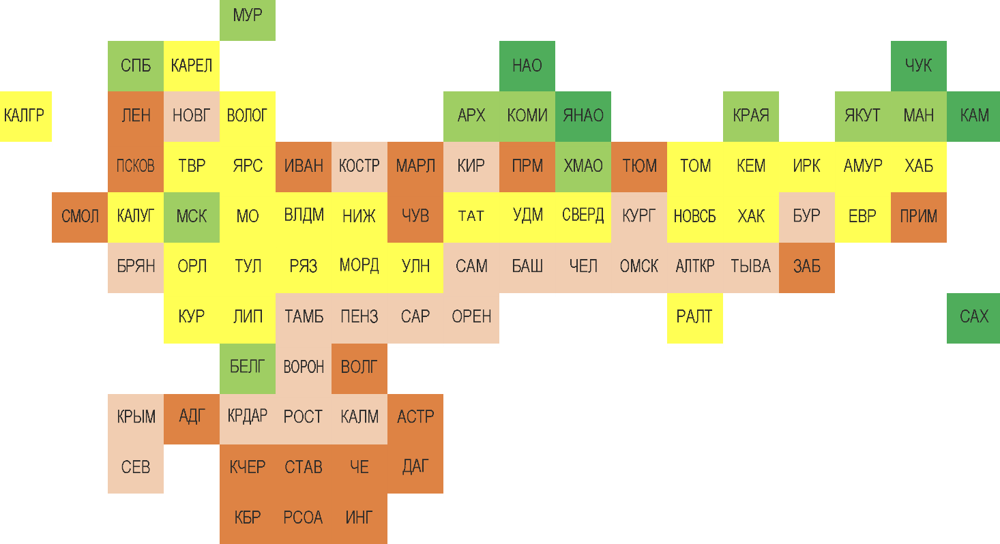 МУР
СПБ КАРЕЛ НАО ЧУК
КАЛГР ЛЕН НОВГ ВОЛОГ АРХ КОМИ ЯНАО КРАЯ ЯКУТ МАН КАМ
ПСКОВ ТВР ЯРС ИВАН КОСТР МАРЛ КИР ПРМ ХМАО ТЮМ ТОМ КЕМ ИРК АМУР ХАБ
СМОЛ КАЛУГ МСК МО ВЛДМ НИЖ ЧУВ ТАТ УДМ СВЕРД КУРГ НОВСБ ХАК БУР ЕВР ПРИМ
БРЯН ОРЛ ТУЛ РЯЗ МОРД УЛН САМ БАШ ЧЕЛ ОМСК АЛТКР ТЫВА ЗАБ
КУР ЛИП ТАМБ ПЕНЗ САР ОРЕН РАЛТ САХ
БЕЛГ ВОРОН ВОЛГ
КРЫМ АДГ КРДАР РОСТ КАЛМ АСТР
СЕВ КЧЕР СТАВ ЧЕ ДАГ
КБР РСОА ИНГ